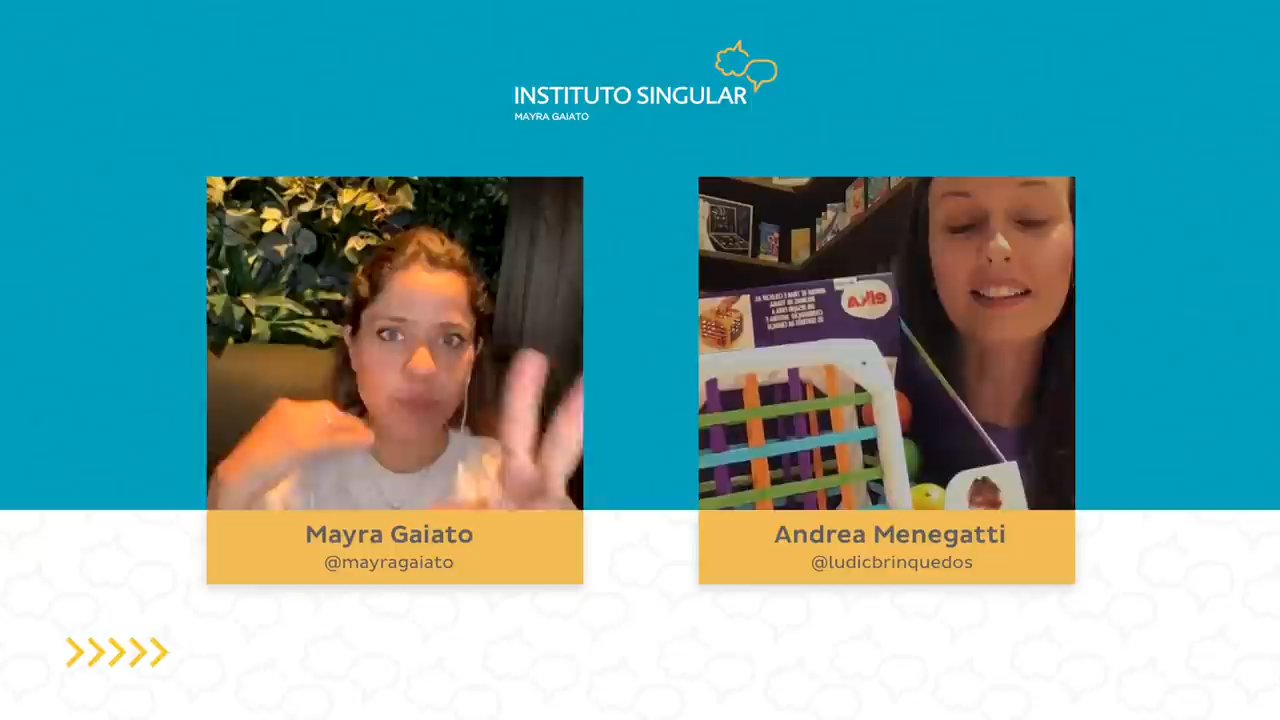 INSTITUTO SINGULAR
MAYRA GAIATO
elka
Mayra Gaiato
@mayragaiato
Andrea Menegatti
@ludicbrinquedos